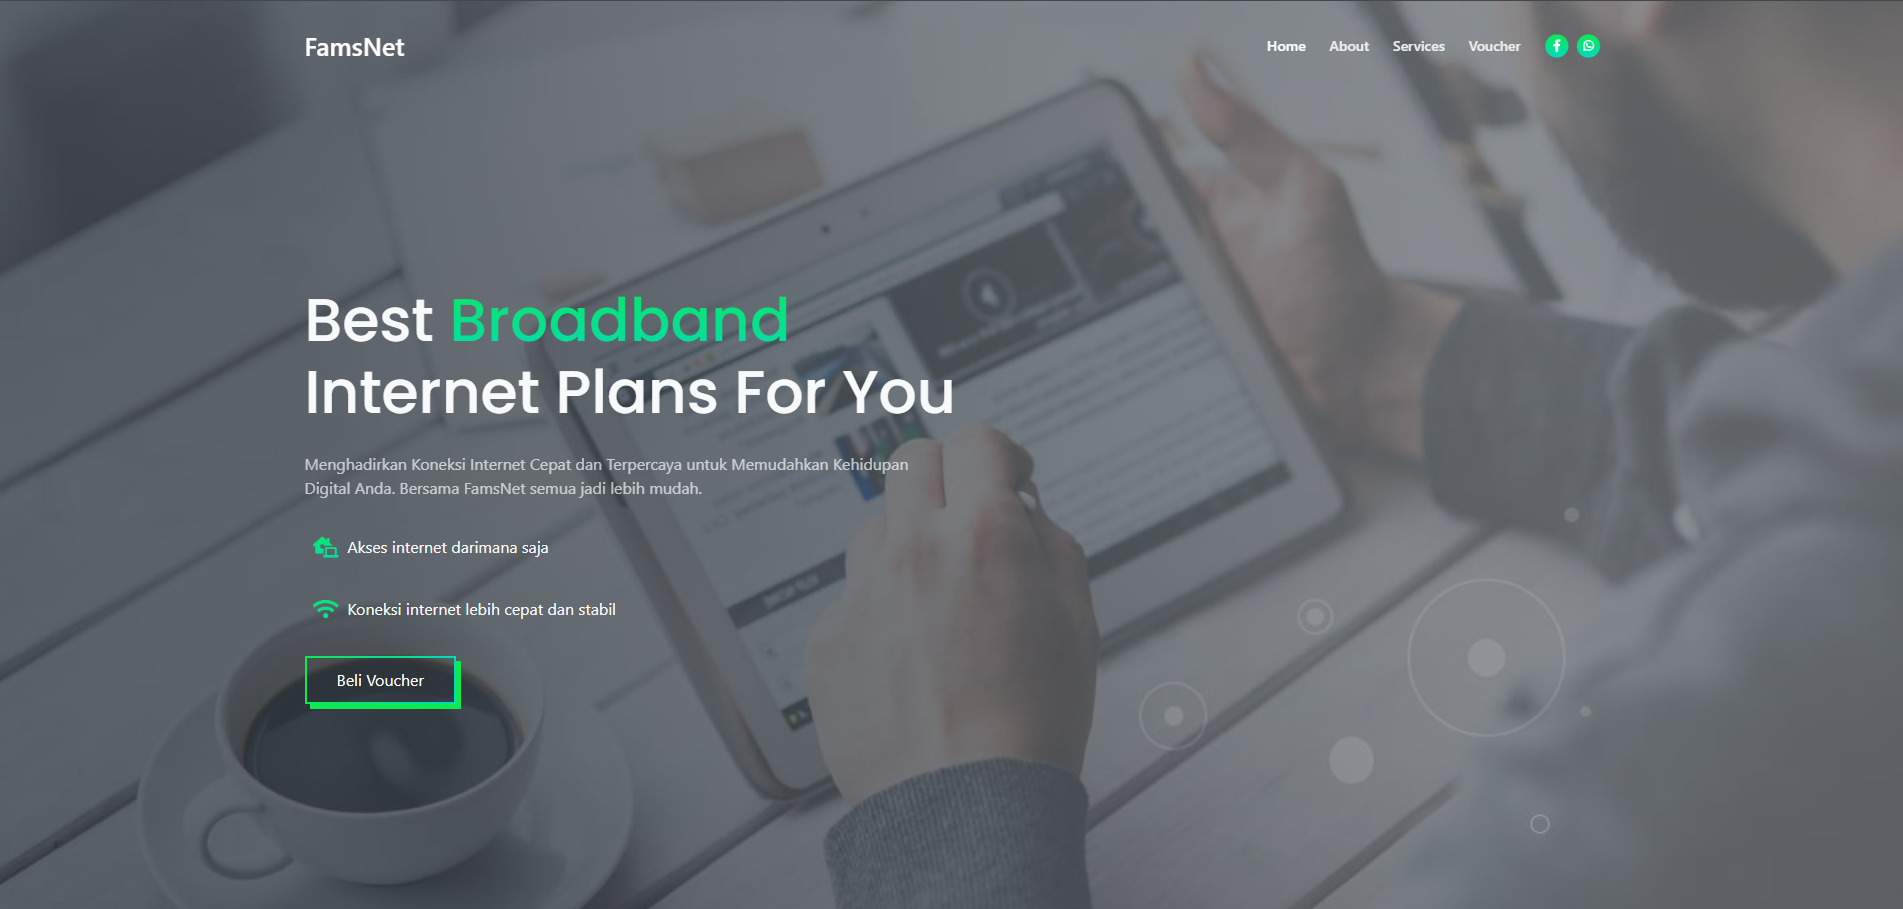 FamsNet
Home About Services Voucher
Best Broadband
Internet Plans For You
Menghadirkan Koneksi Internet Cepat dan Terpercaya untuk Memudahkan Kehidupan
Digital Anda. Bersama FamsNet semua jadi lebih mudah.
Akses internet darimana saja
Koneksi internet lebih cepat dan stabil
Beli Voucher